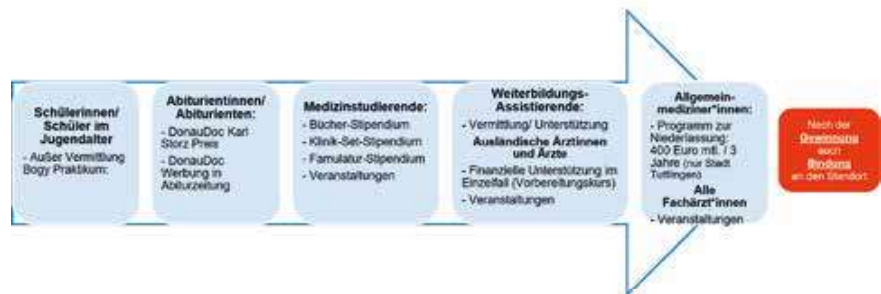 Schülerinnen/
Schüler im
Jugendalter
- Außer Vermittlung
Bogy Praktikum:
Abiturientinnen/
Abiturienten:
- DonauDoc Karl
Storz Preis
- DonauDoc
Werbung in
Abiturzeitung
Medizinstudierende:
- Bücher-Stipendium
- Klinik-Set-Stipendium
- Famulatur-Stipendium
- Veranstaltungen
Weiterbildungs-
Assistierende:
- Vermittlung/ Unterstützung
Ausländische Ärztinnen
und Ärzte
- Finanzielle Unterstützung im
Einzelfall (Vorbereitungskurs)
- Veranstaltungen
Allgemein-
mediziner*innen:
- Programm zur
Niederlassung:
400 Euro mtl. / 3
Jahre (nur Stadt
Tuttlingen)
Alle
Fachärzt*innen
- Veranstaltungen
Nach der
Gewinnung
auch
Bindung
an den Standort